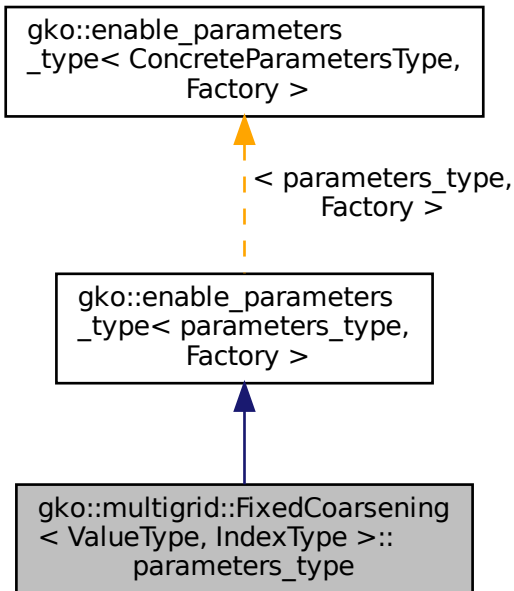 gko::enable_parameters
_type< ConcreteParametersType,
Factory >
< parameters_type,
Factory >
gko::enable_parameters
_type< parameters_type,
Factory >
gko::multigrid::FixedCoarsening
< ValueType, IndexType >::
parameters_type